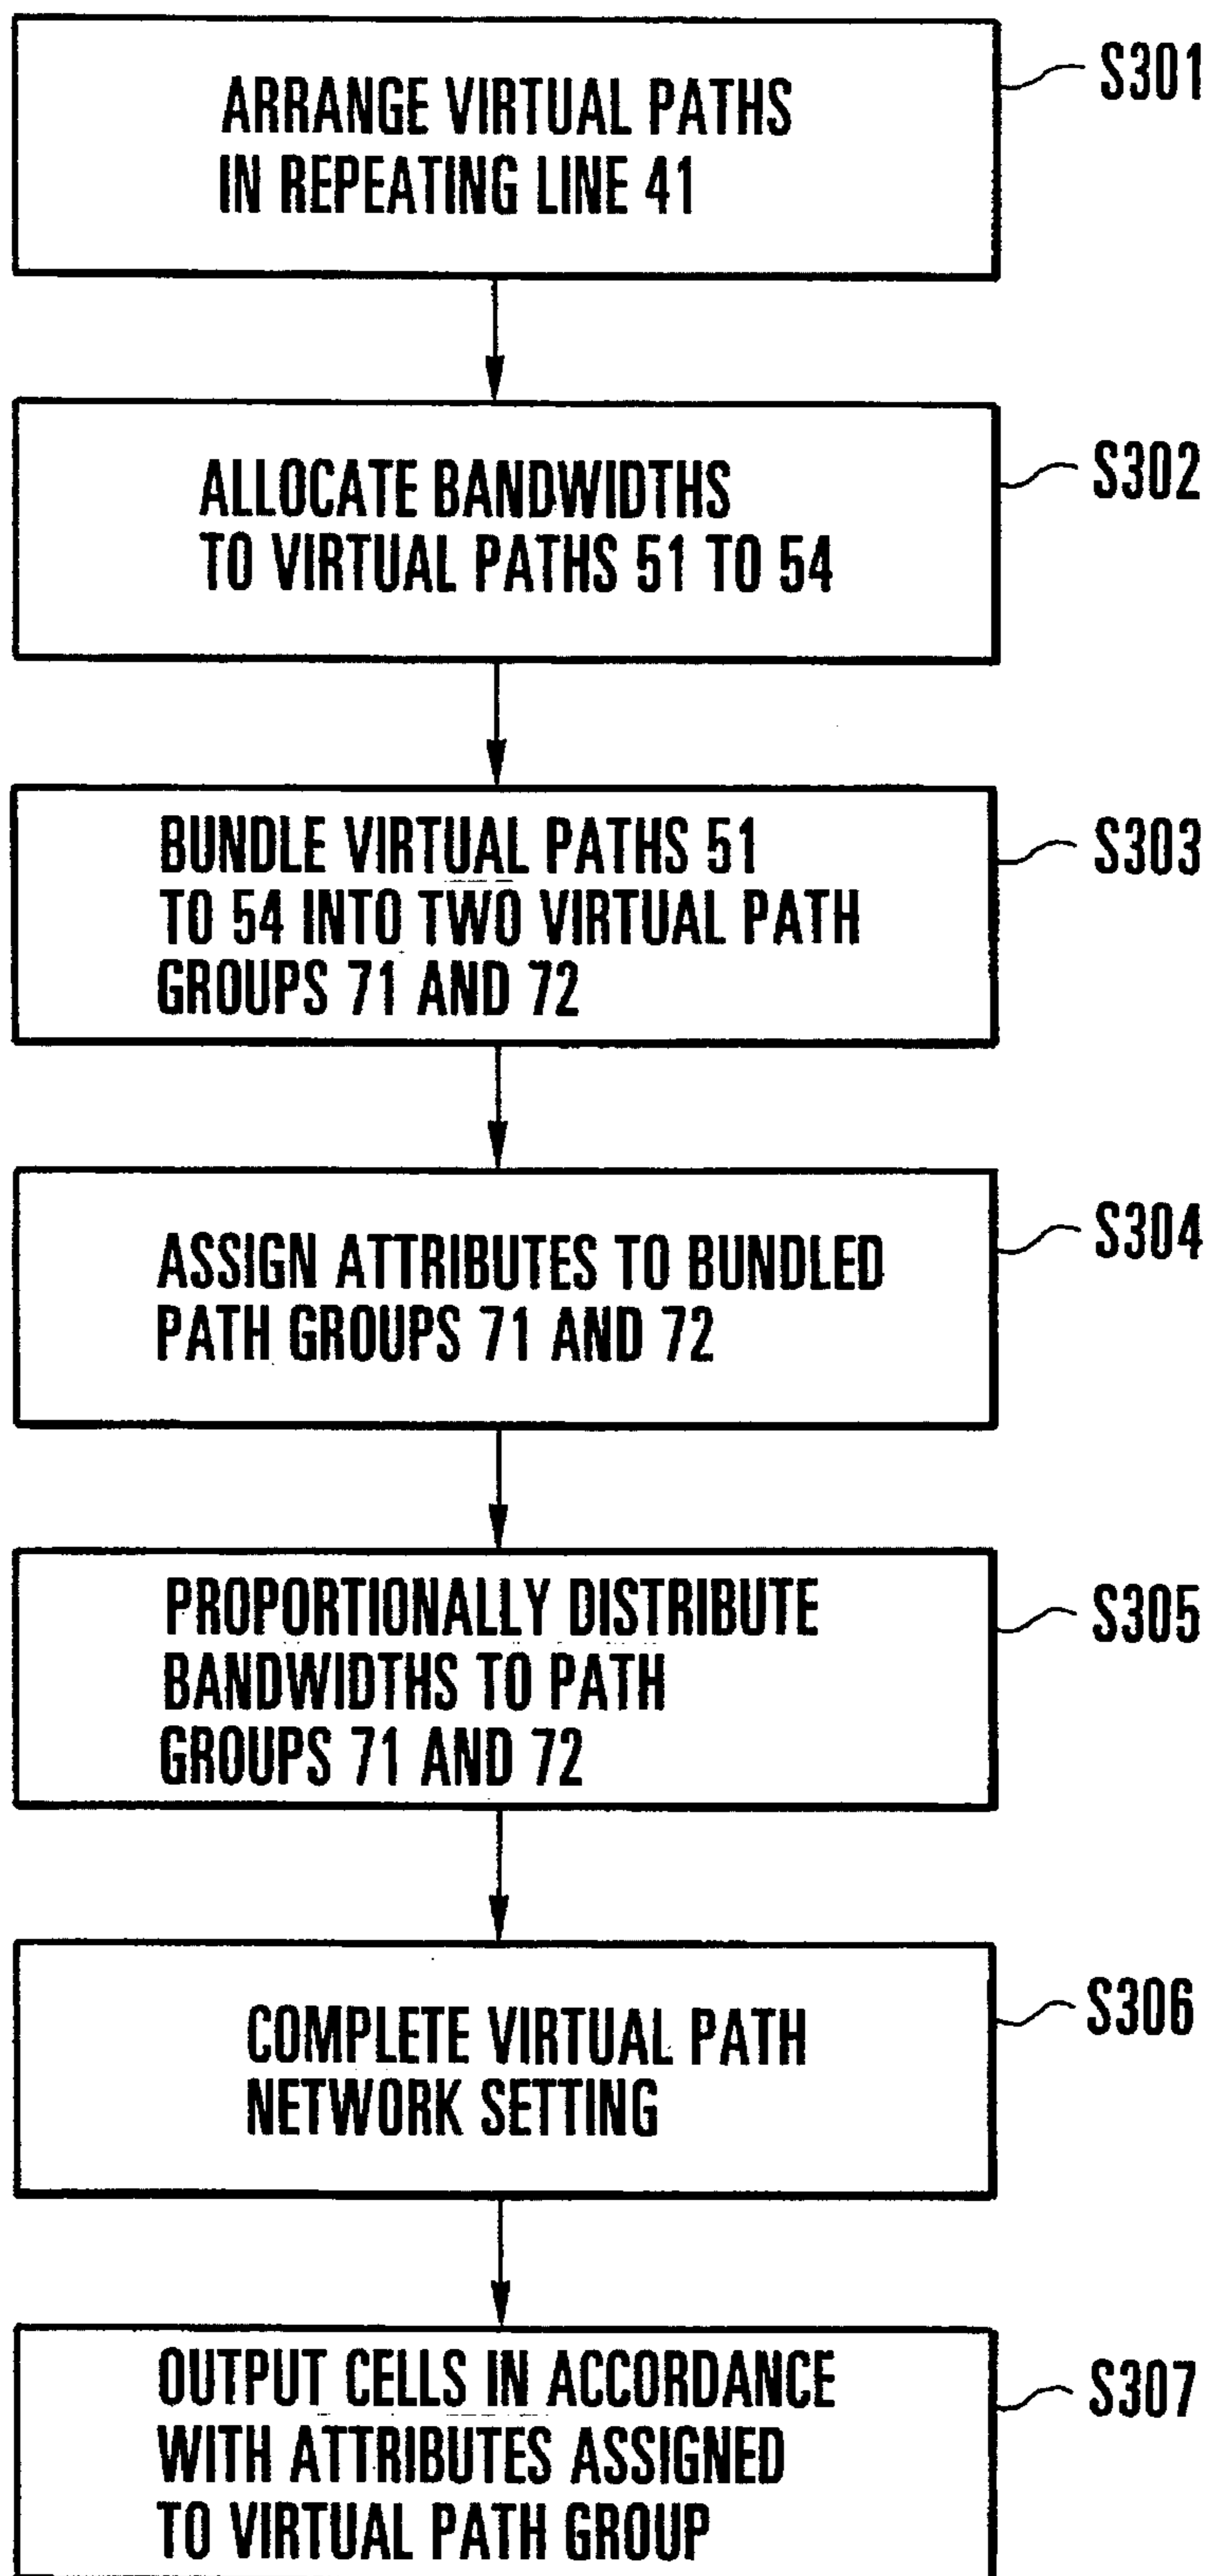 ARRANGE VIRTUAL PATHS
IN REPEATING LINE 41
S301
ALLOCATE BANDWIDTHS
TO VIRTUAL PATHS 51 TO 54
S302
BUNDLE VIRTUAL PATHS 51
TO 54 INTO TWO VIRTUAL PATH
GROUPS 71 AND 72
S303
ASSIGN ATTRIBUTES TO BUNDLED
PATH GROUPS 71 AND 72
S304
PROPORTIONALLY DISTRIBUTE
BANDWIDTHS TO PATH
GROUPS 71 AND 72
S305
COMPLETE VIRTUAL PATH
NETWORK SETTING
S306
OUTPUT CELLS IN ACCORDANCE
WITH ATTRIBUTES ASSIGNED
TO VIRTUAL PATH GROUP
S307